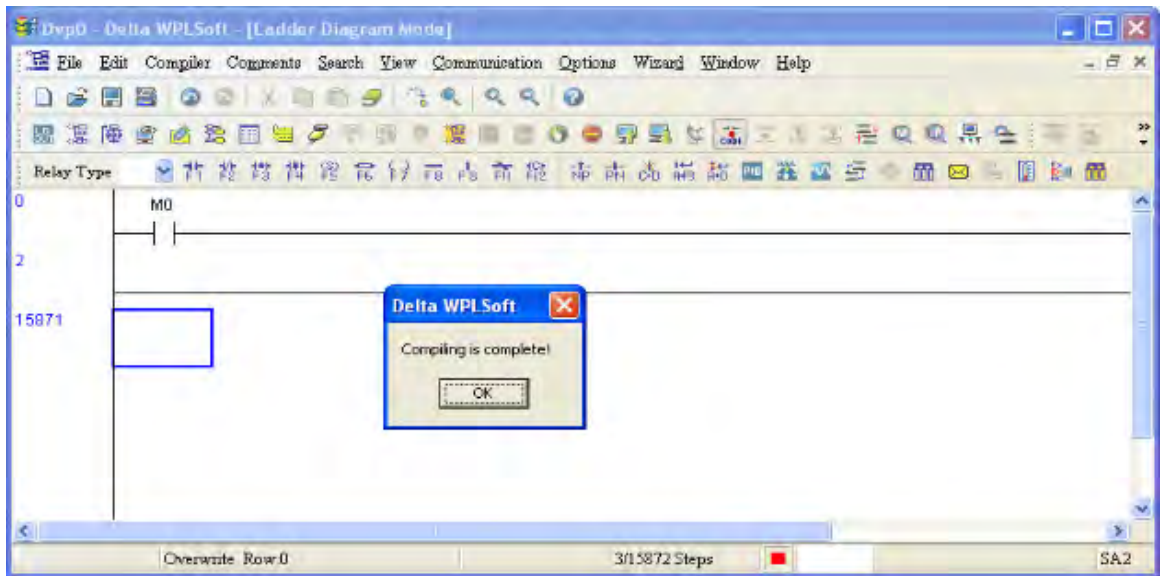 Dvp0 - Delta WPLSoft - [Ladder Diagram Mode]
File Edit Compiler Comments Search View Communication Options Wizard Window Help
Relay Type
0
M0
2
Delta WPLSoft
15871
Compiling is complete!
OK
Overwrite Row:0 3/15872 Steps SA2